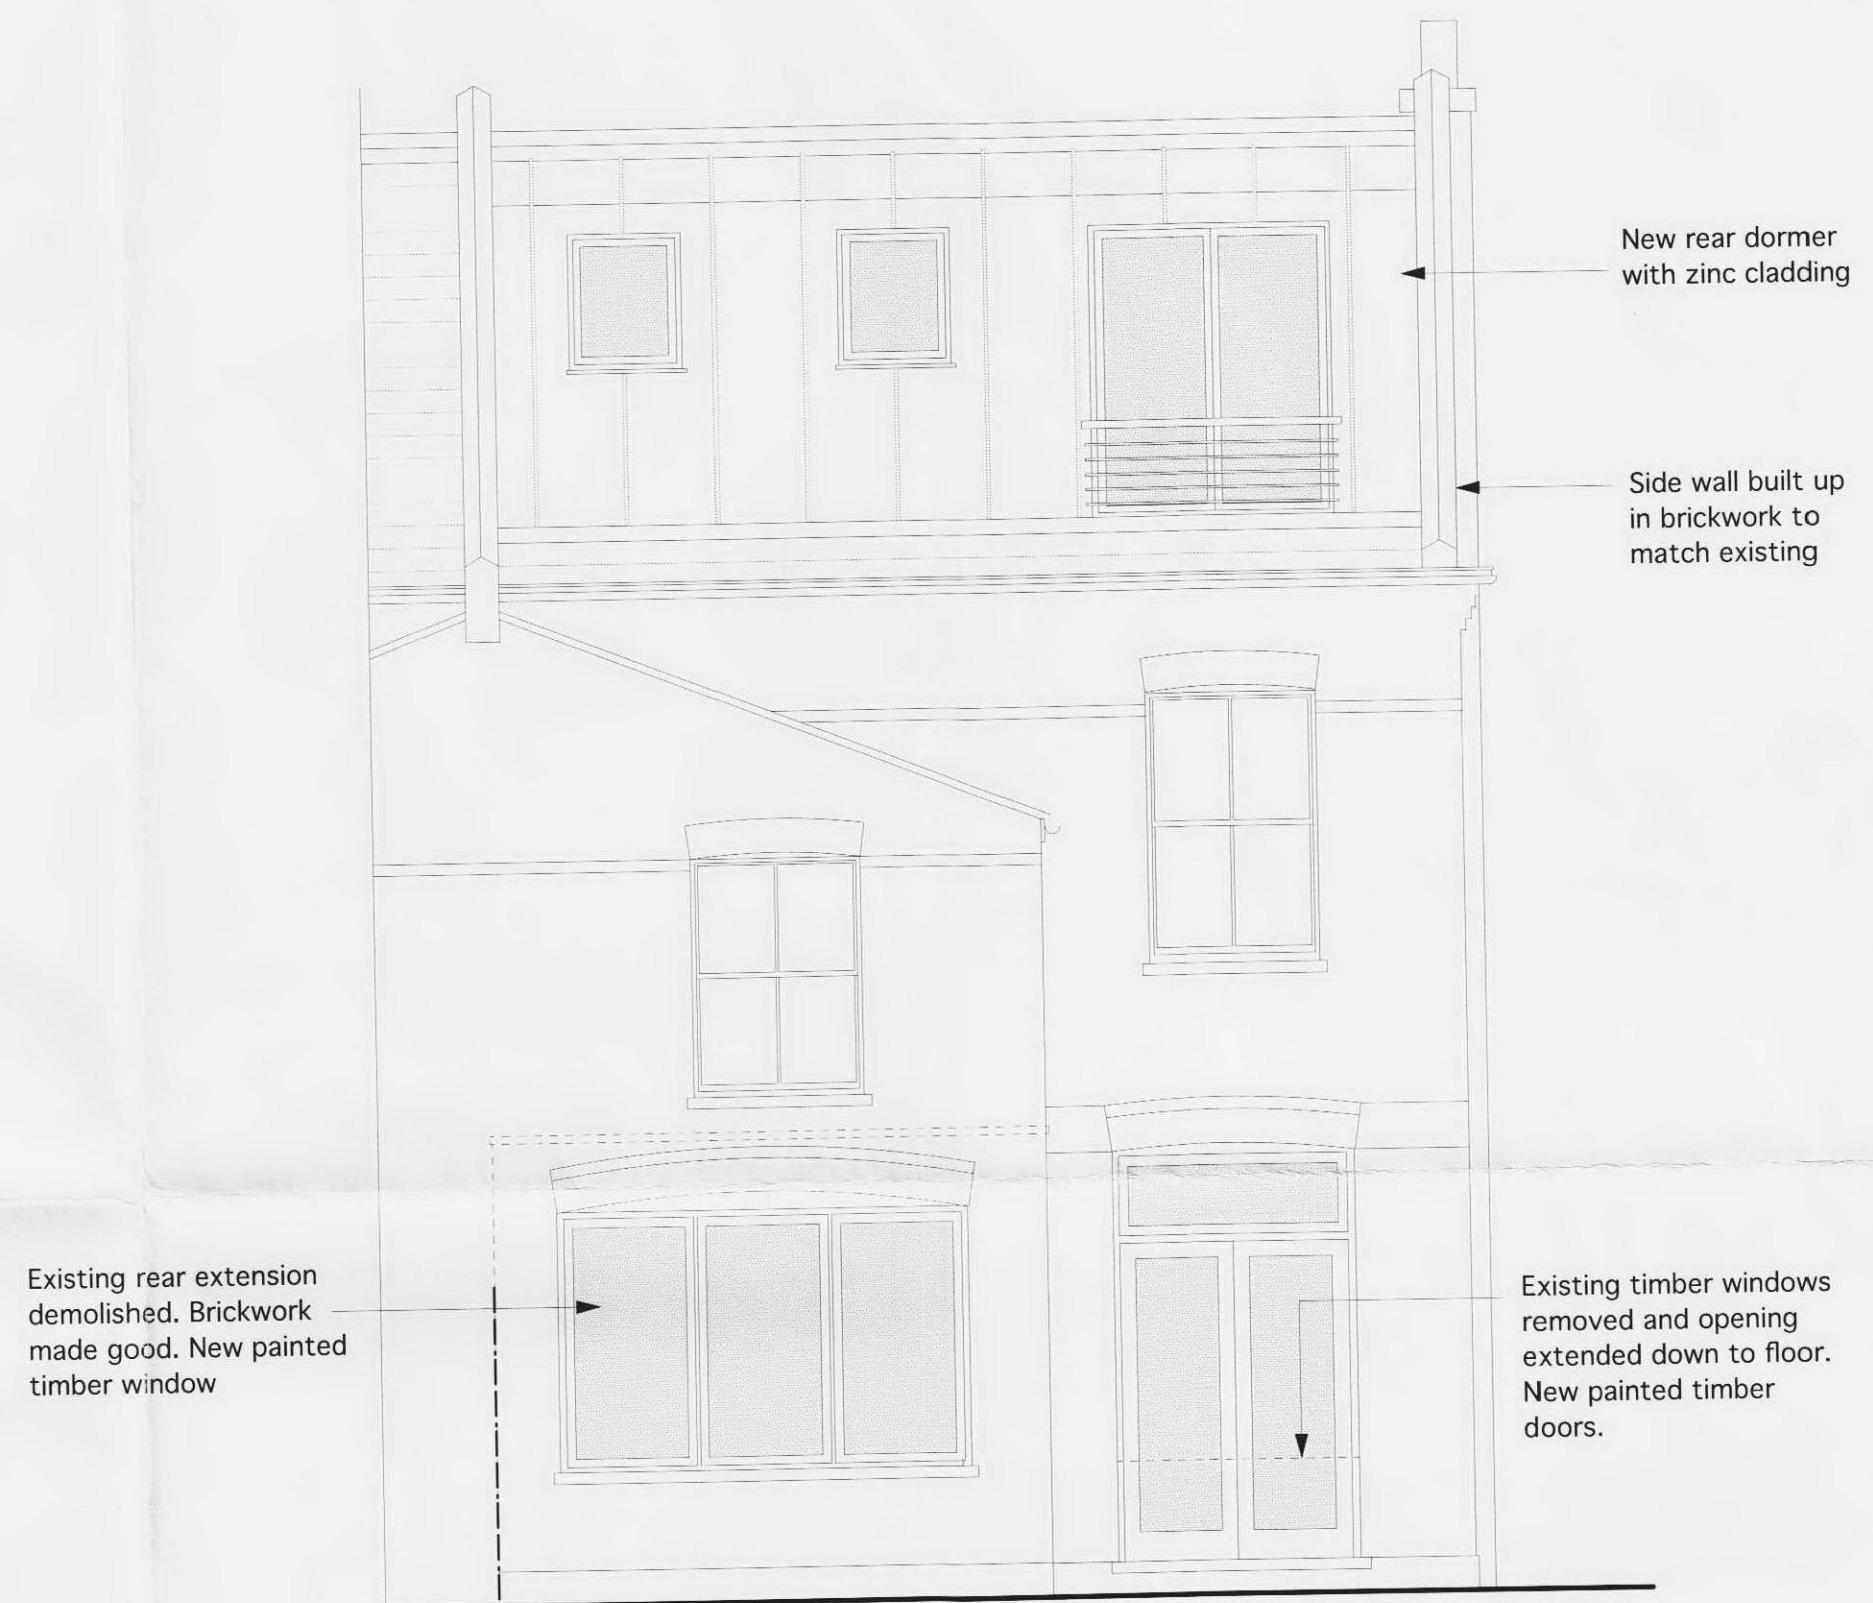 New rear dormer
with zinc cladding
Side wall built up
in brickwork to
match existing
Existing rear extension
demolished. Brickwork
made good. New painted
timber window
Existing timber windows
removed and opening
extended down to floor.
New painted timber
doors.